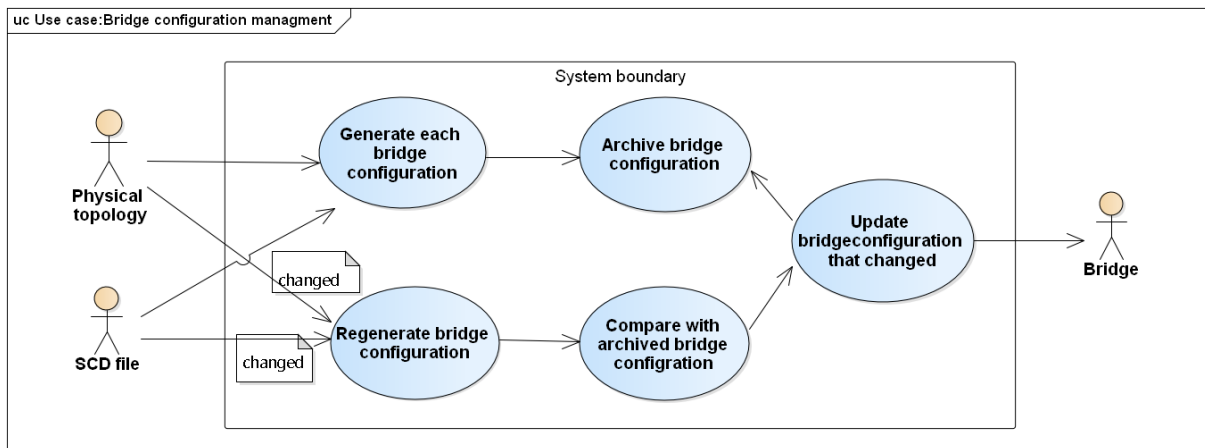 uc Use case:Bridge configuration managment
System boundary
Generate each
bridge
configuration
Archive bridge
configuration
Physical
topology
Update
bridgeconfiguration
that changed
Bridge
changed
SCD file
changed
Regenerate bridge
configuration
Compare with
archived bridge
configration